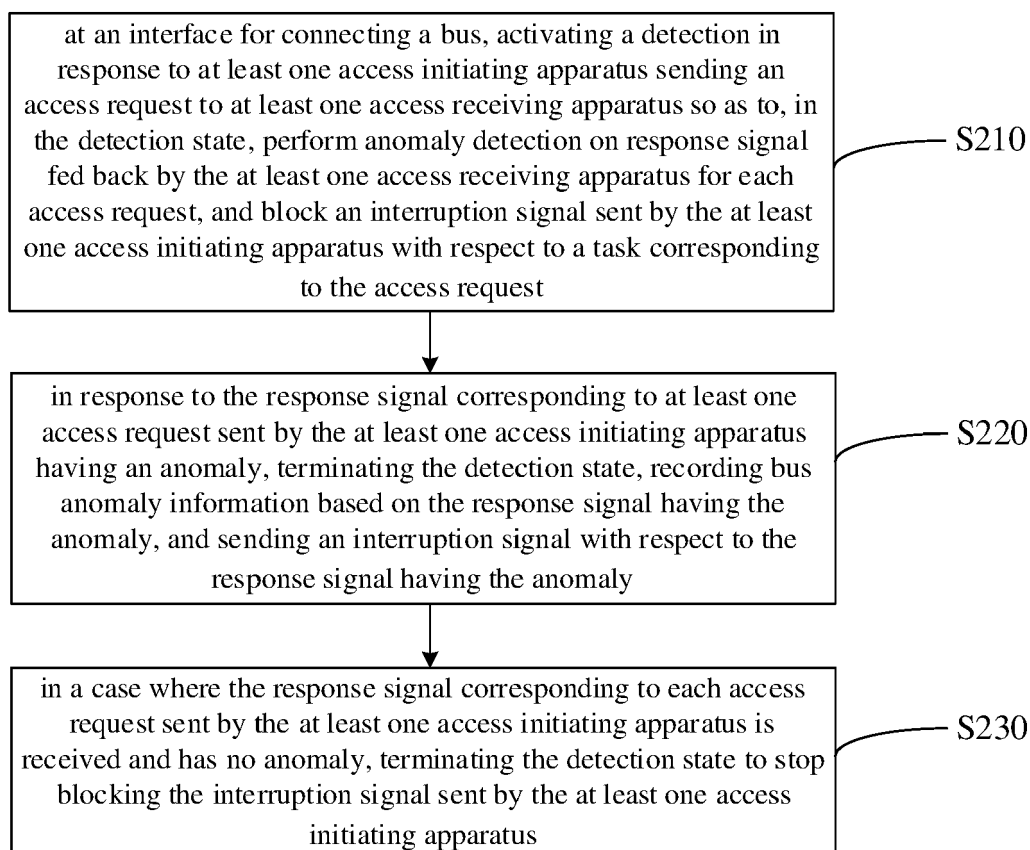 at an interface for connecting a bus, activating a detection in
response to at least one access initiating apparatus sending an
access request to at least one access receiving apparatus so as to, in
the detection state, perform anomaly detection on response signal
fed back by the at least one access receiving apparatus for each
access request, and block an interruption signal sent by the at least
one access initiating apparatus with respect to a task corresponding
to the access request
S210
in response to the response signal corresponding to at least one
access request sent by the at least one access initiating apparatus
having an anomaly, terminating the detection state, recording bus
anomaly information based on the response signal having the
anomaly, and sending an interruption signal with respect to the
response signal having the anomaly
S220
in a case where the response signal corresponding to each access
request sent by the at least one access initiating apparatus is
received and has no anomaly, terminating the detection state to stop
blocking the interruption signal sent by the at least one access
initiating apparatus
S230